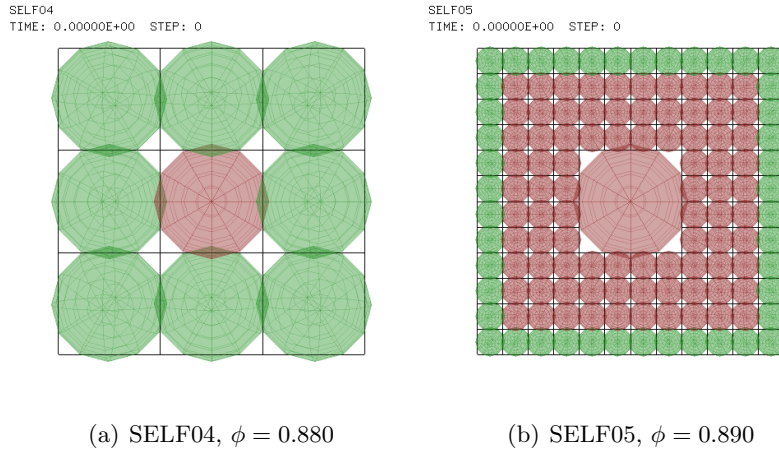 SELF04
TIME: 0.00000E+00 STEP: 0
SELF05
TIME: 0.00000E+00 STEP: 0
(a) SELF04, ϕ = 0.880
(b) SELF05, ϕ = 0.890